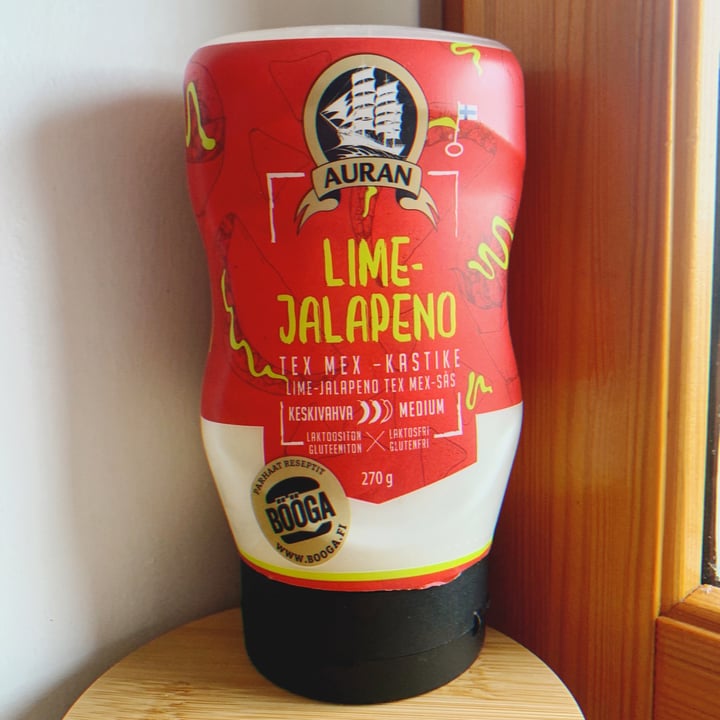 AURAN
LIME-
JALAPENO
TEX MEX -KASTIKE
LIME-JALAPENO TEX MEX-SÅS
KESKIVAHVA MEDIUM
LAKTOOSITON LAKTOSFRI
GLUTEENITON GLUTENFRI
270 g
PARHAAT RESEPTIT
BÖÖGA
WWW.BOOGA.FI